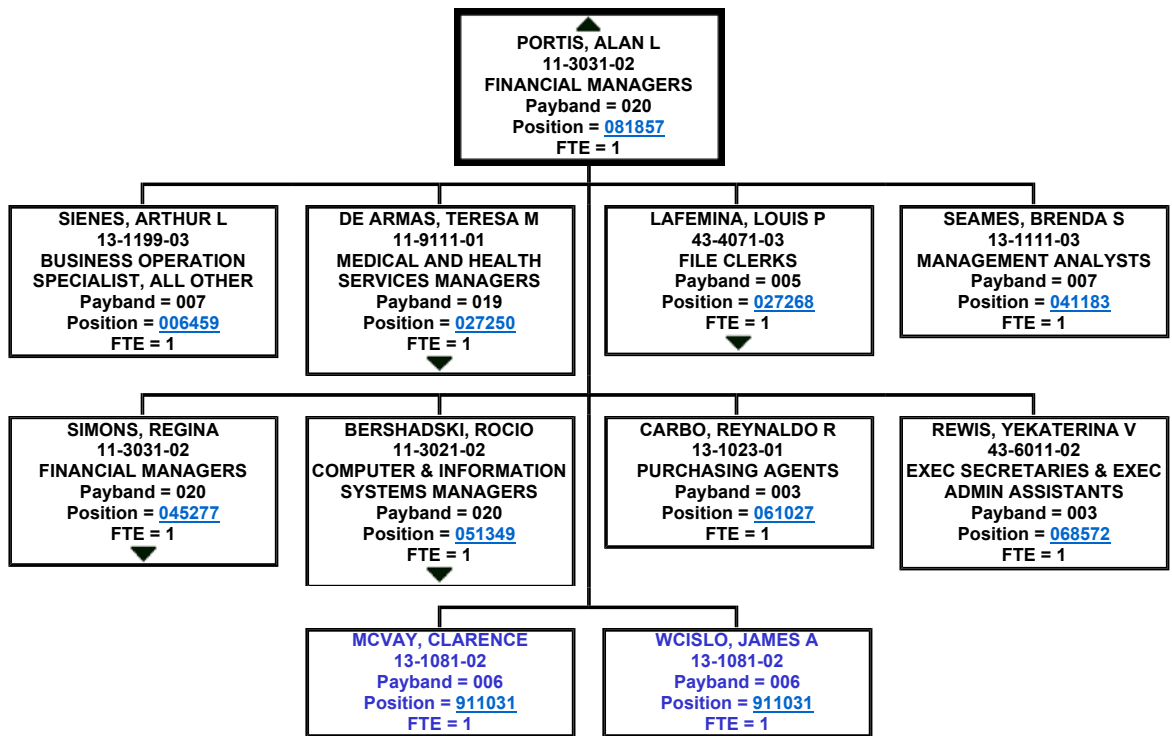 PORTIS, ALAN L
11-3031-02
FINANCIAL MANAGERS
Payband = 020
Position = 081857
FTE = 1
SIENES, ARTHUR L
13-1199-03
BUSINESS OPERATION
SPECIALIST, ALL OTHER
Payband = 007
Position = 006459
FTE = 1
DE ARMAS, TERESA M
11-9111-01
MEDICAL AND HEALTH
SERVICES MANAGERS
Payband = 019
Position = 027250
FTE = 1
LAFEMINA, LOUIS P
43-4071-03
FILE CLERKS
Payband = 005
Position = 027268
FTE = 1
SEAMES, BRENDA S
13-1111-03
MANAGEMENT ANALYSTS
Payband = 007
Position = 041183
FTE = 1
SIMONS, REGINA
11-3031-02
FINANCIAL MANAGERS
Payband = 020
Position = 045277
FTE = 1
BERSHADSKI, ROCIO
11-3021-02
COMPUTER & INFORMATION
SYSTEMS MANAGERS
Payband = 020
Position = 051349
FTE = 1
CARBO, REYNALDO R
13-1023-01
PURCHASING AGENTS
Payband = 003
Position = 061027
FTE = 1
REWIS, YEKATERINA V
43-6011-02
EXEC SECRETARIES & EXEC
ADMIN ASSISTANTS
Payband = 003
Position = 068572
FTE = 1
MCVAY, CLARENCE
13-1081-02
Payband = 006
Position = 911031
FTE = 1
WCISLO, JAMES A
13-1081-02
Payband = 006
Position = 911031
FTE = 1